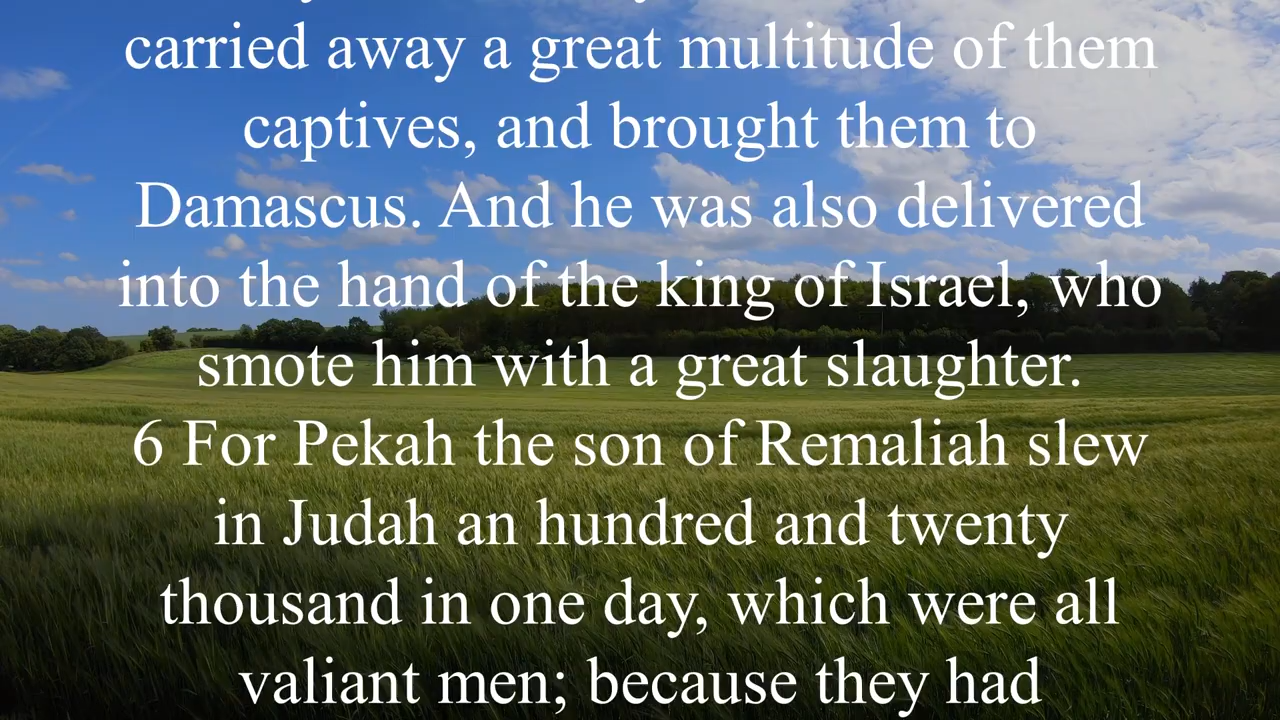 carried away a great multitude of them
captives, and brought them to
Damascus. And he was also delivered
into the hand of the king of Israel, who
smote him with a great slaughter.
6 For Pekah the son of Remaliah slew
in Judah an hundred and twenty
thousand in one day, which were all
valiant men; because they had